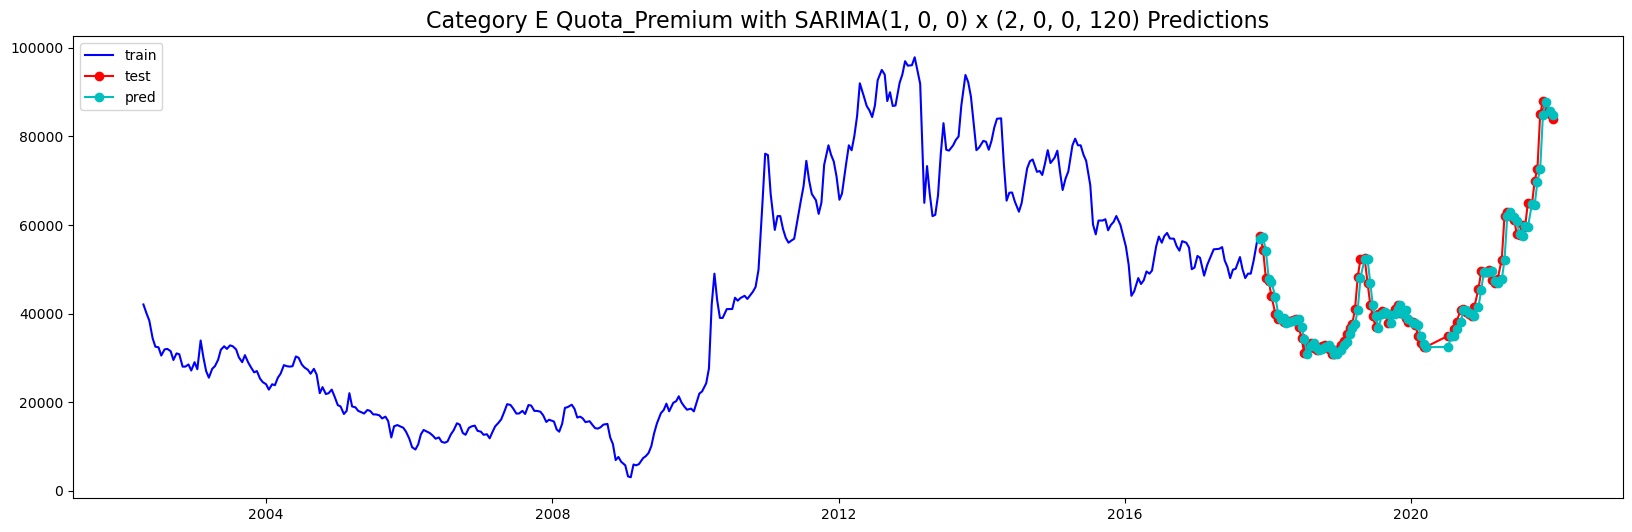 Category E Quota_Premium with SARIMA(1, 0, 0) x (2, 0, 0, 120) Predictions
train
test
pred
100000
80000
60000
40000
20000
0
2004 2008 2012 2016 2020